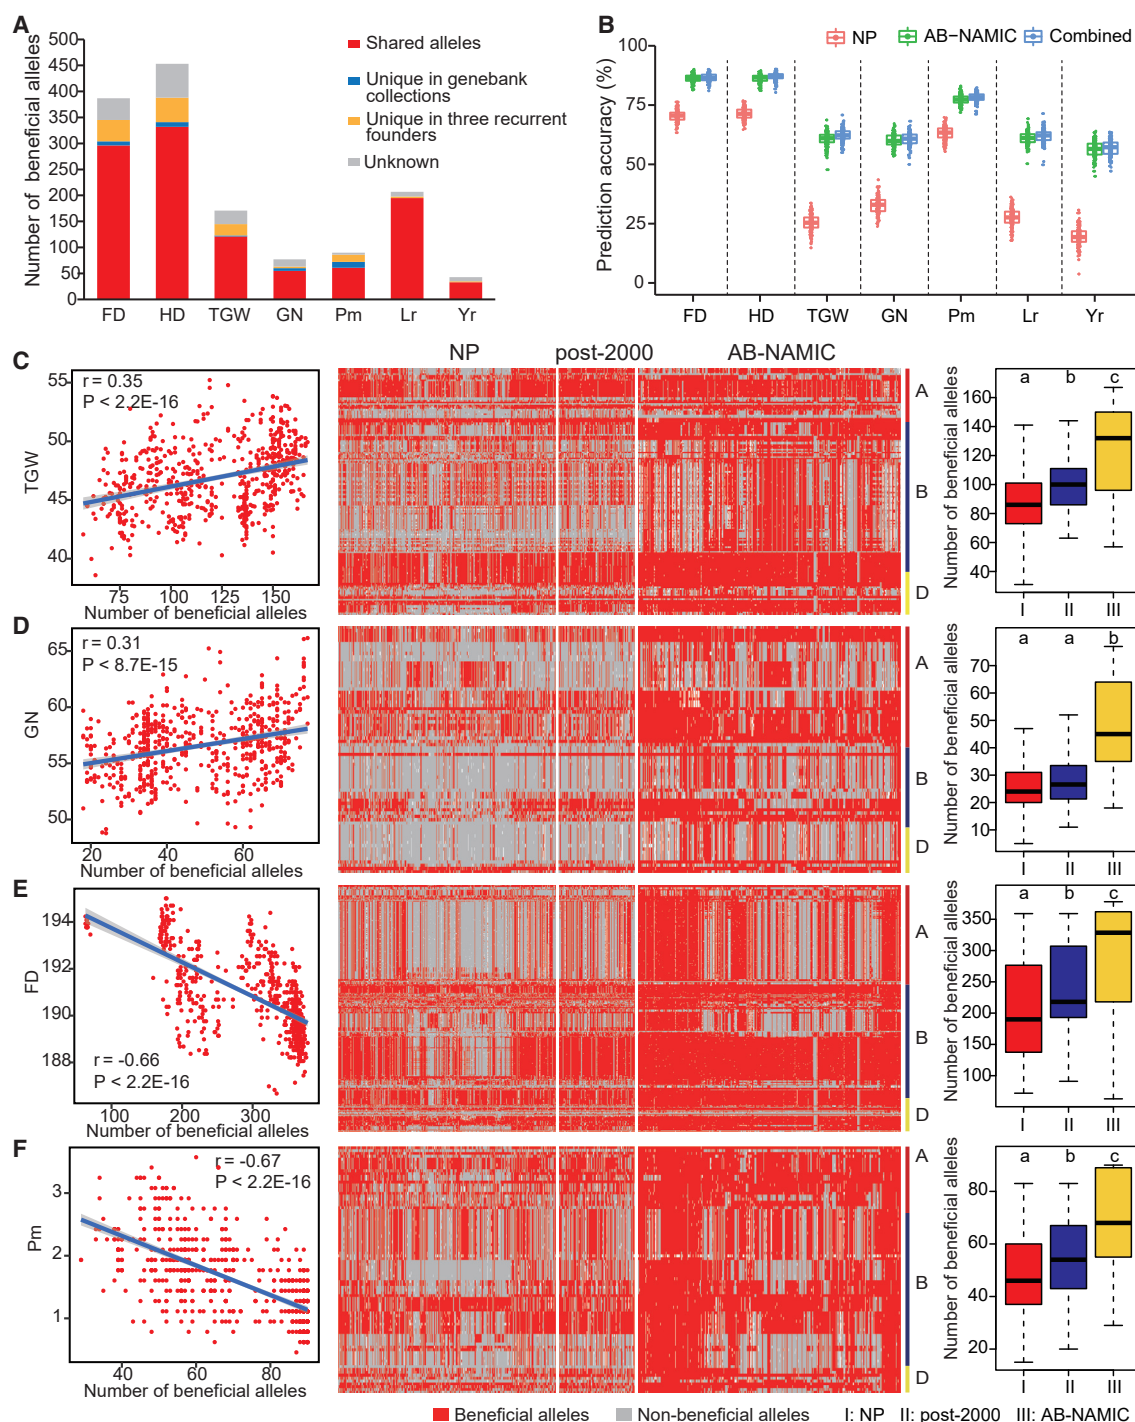 A
Number of beneficial alleles
500
450
400
350
300
250
200
150
100
50
0
FD HD TGW GN Pm Lr Yr
Shared alleles
Unique in genebank
collections
Unique in three recurrent
founders
Unknown
B
NP AB−NAMIC Combined
Prediction accuracy (%)
100
75
50
25
0
FD HD TGW GN Pm Lr Yr
NP post-2000 AB-NAMIC
C
TGW
r = 0.35
P < 2.2E-16
55
50
45
40
75 100 125 150
Number of beneficial alleles
A
B
D
Number of beneficial alleles
160
140
120
100
80
60
40
a b c
I II III
D
GN
r = 0.31
P < 8.7E-15
65
60
55
50
20 40 60
Number of beneficial alleles
A
B
D
Number of beneficial alleles
70
60
50
40
30
20
10
a a b
I II III
E
FD
194
192
190
188
r = -0.66
P < 2.2E-16
100 200 300
Number of beneficial alleles
A
B
D
Number of beneficial alleles
350
300
250
200
150
100
a b c
I II III
F
Pm
r = -0.67
P < 2.2E-16
3
2
1
40 60 80
Number of beneficial alleles
A
B
D
Number of beneficial alleles
80
60
40
20
a b c
I II III
Beneficial alleles Non-beneficial alleles I: NP II: post-2000 III: AB-NAMIC